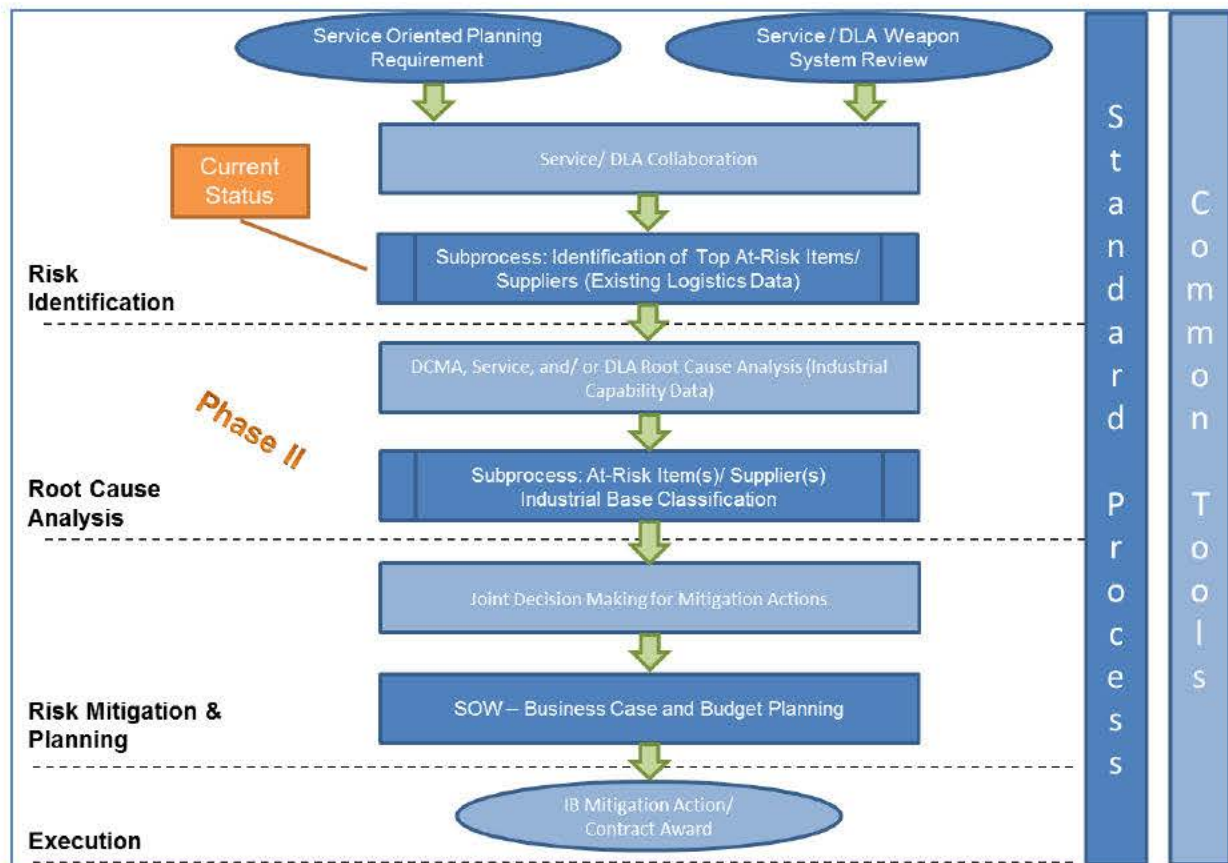 Service Oriented Planning
Requirement
Service / DLA Weapon
System Review
Service/ DLA Collaboration
Current
Status
Subprocess: Identification of Top At-Risk Items/
Suppliers (Existing Logistics Data)
Risk
Identification
DCMA, Service, and/ or DLA Root Cause Analysis (Industrial
Capability Data)
Phase II
Subprocess: At-Risk Item(s)/ Supplier(s)
Industrial Base Classification
Root Cause
Analysis
Joint Decision Making for Mitigation Actions
SOW – Business Case and Budget Planning
Risk Mitigation &
Planning
IB Mitigation Action/
Contract Award
Execution
Standard Process
Common Tools